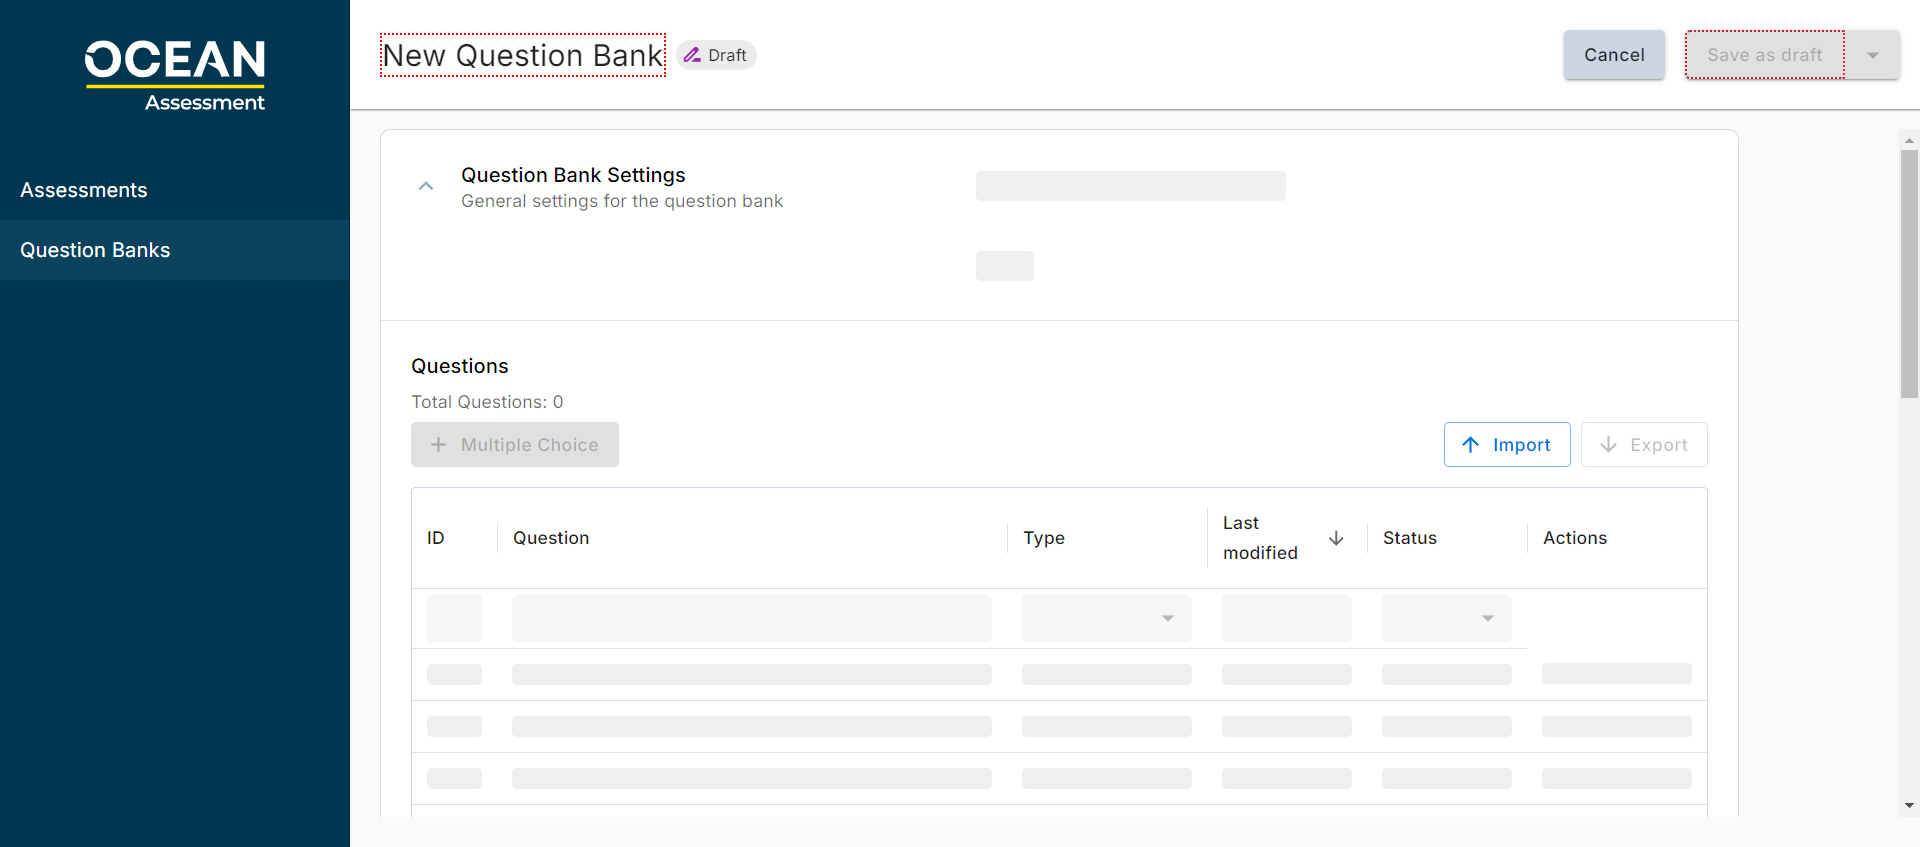 OCEAN
Assessment
Assessments
Question Banks
New Question Bank
Draft
Cancel
Save as draft
Question Bank Settings
General settings for the question bank
Questions
Total Questions: 0
Multiple Choice
Import
Export
ID
Question
Type
Last
modified
Status
Actions